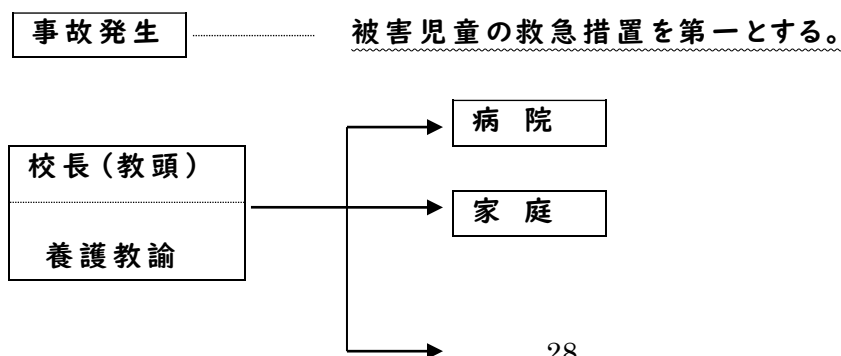 事故発生 被害児童の救急措置を第一とする。
病 院
校長（教頭）
家 庭
養護教諭
28